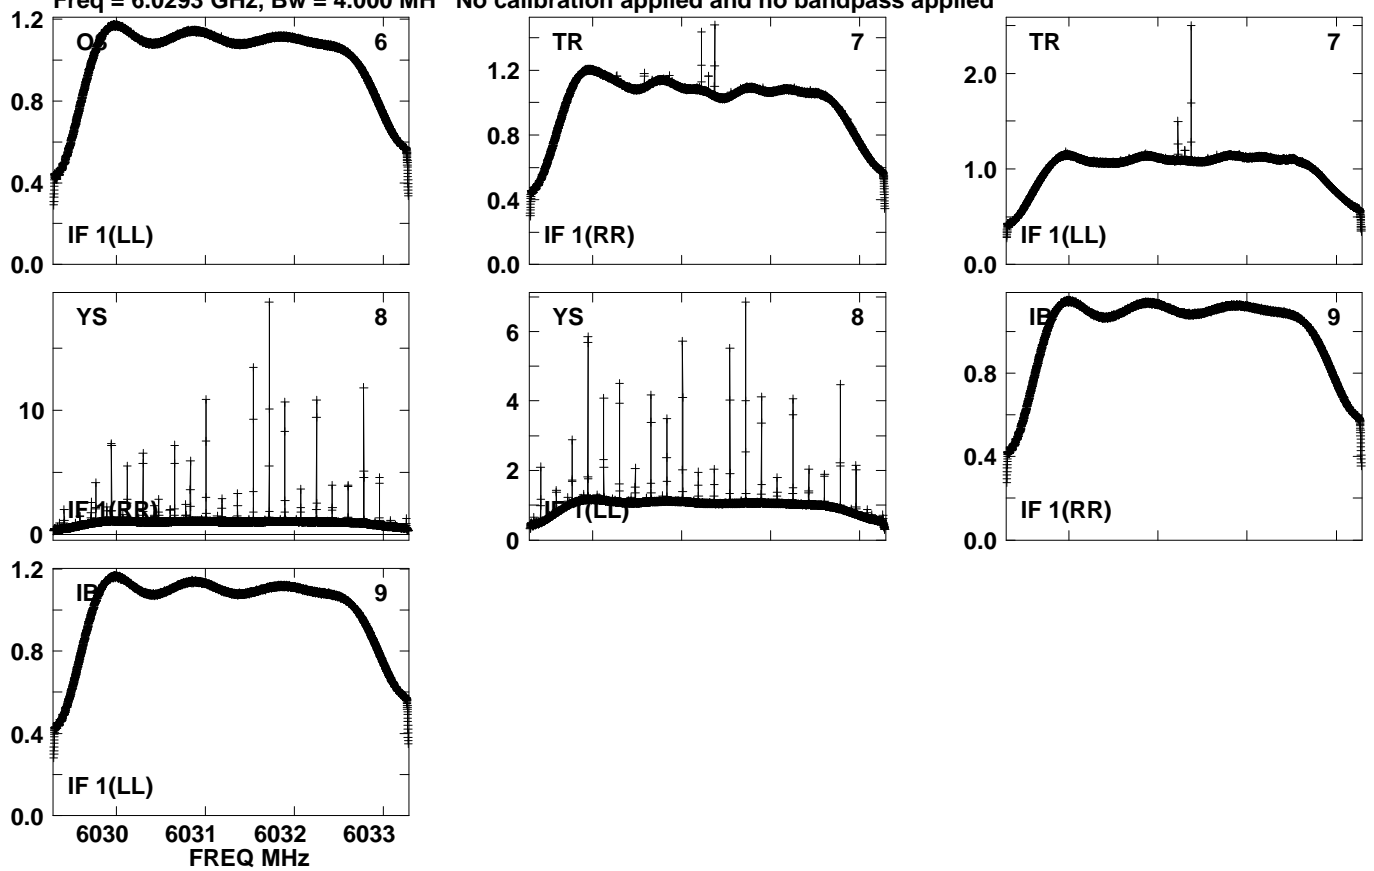 Freq = 6.0293 GHz, Bw = 4.000 MH No calibration applied and no bandpass applied
1.2
0.8
0.4
0.0
OS 6
IF 1(LL)
1.2
0.8
0.4
0.0
TR 7
IF 1(RR)
2.0
1.0
0.0
TR 7
IF 1(LL)
10
0
YS 8
IF 1(RR)
6
4
2
0
YS 8
IF 1(LL)
0.8
0.4
0.0
IB 9
IF 1(RR)
1.2
0.8
0.4
0.0
IB 9
IF 1(LL)
6030 6031 6032 6033
FREQ MHz